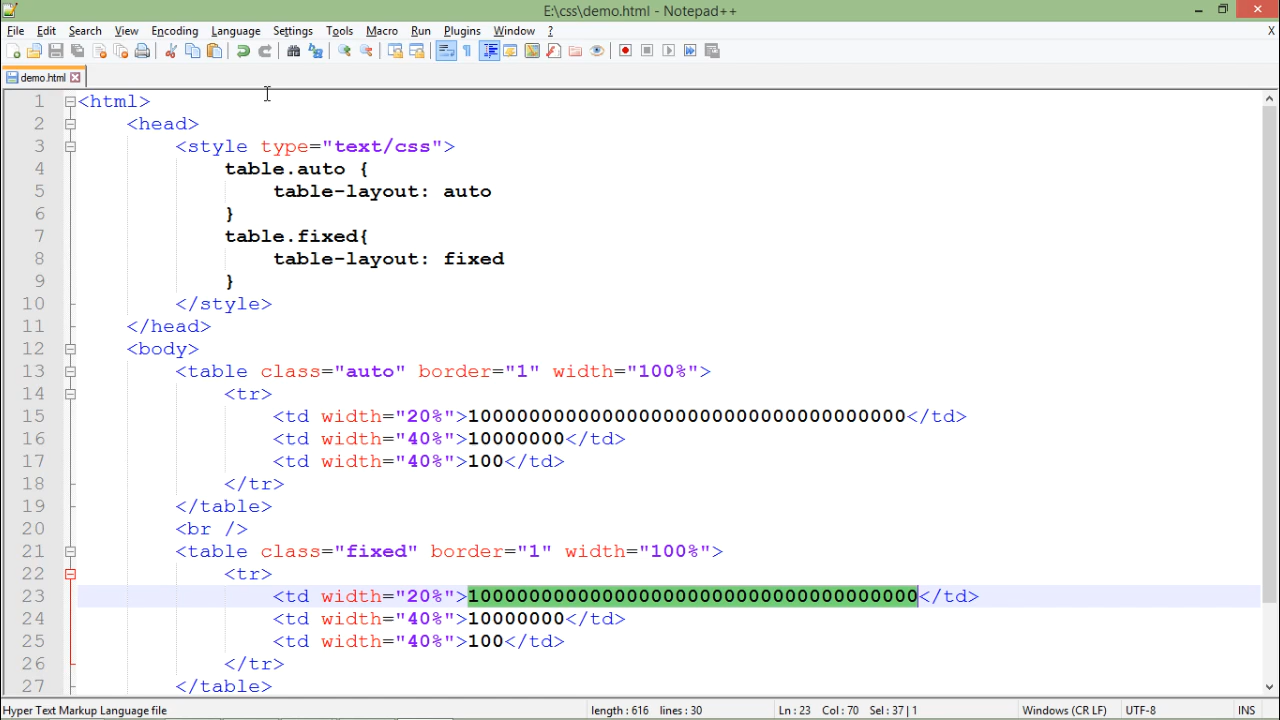 E:\css\demo.html - Notepad++
File Edit Search View Encoding Language Settings Tools Macro Run Plugins Window ? X
demo.html
1 <html>
2 <head>
3 <style type="text/css">
4 table.auto {
5 table-layout: auto
6 }
7 table.fixed{
8 table-layout: fixed
9 }
10 </style>
11 </head>
12 <body>
13 <table class="auto" border="1" width="100%">
14 <tr>
15 <td width="20%">100000000000000000000000000000000000</td>
16 <td width="40%">10000000</td>
17 <td width="40%">100</td>
18 </tr>
19 </table>
20 <br />
21 <table class="fixed" border="1" width="100%">
22 <tr>
23 <td width="20%">1000000000000000000000000000000000000</td>
24 <td width="40%">10000000</td>
25 <td width="40%">100</td>
26 </tr>
27 </table>
Hyper Text Markup Language file length : 616 lines : 30 Ln : 23 Col : 70 Sel : 37 | 1 Windows (CR LF) UTF-8 INS